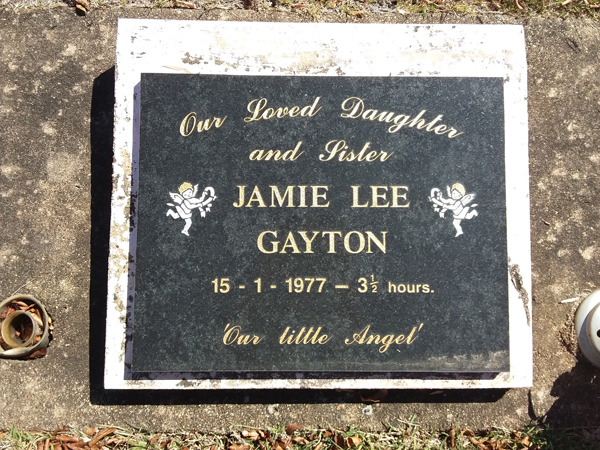 Our Loved Daughter
and Sister
JAMIE LEE
GAYTON
15 - 1 - 1977 – 3½ hours.
'Our little Angel'